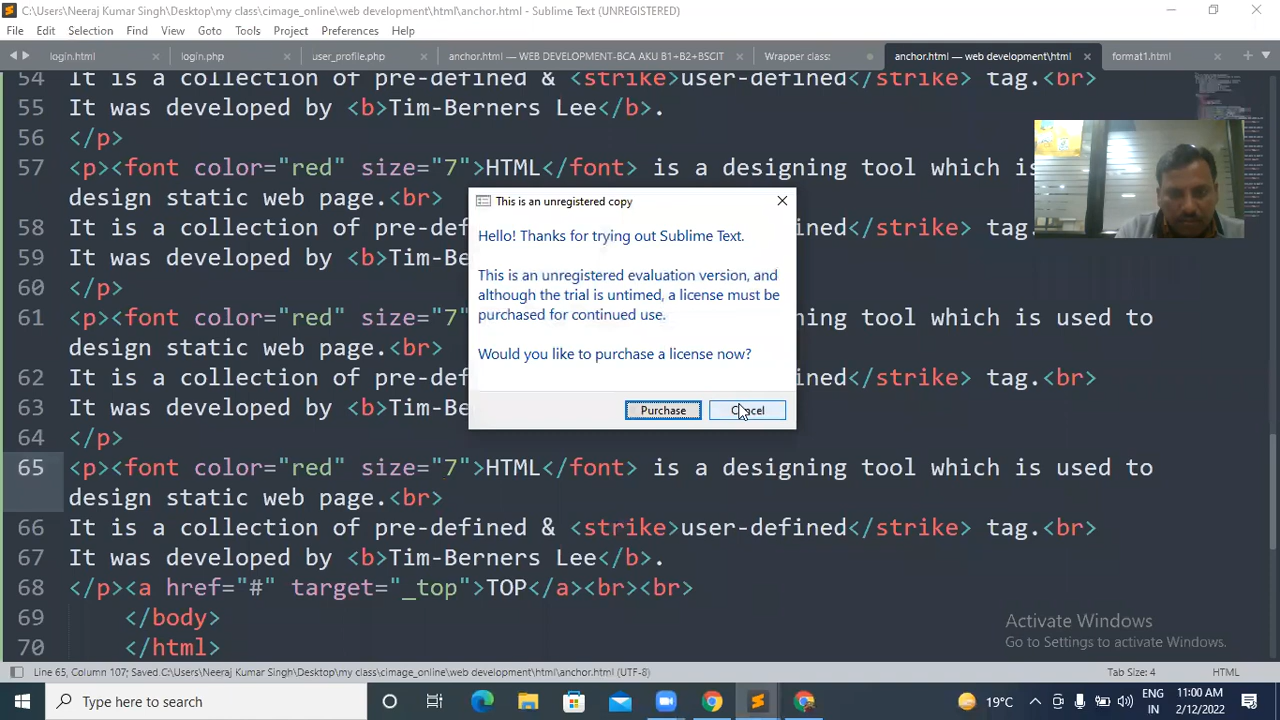 C:\Users\Neeraj Kumar Singh\Desktop\my class\cimage_online\web development\html\anchor.html - Sublime Text (UNREGISTERED)
File Edit Selection Find View Goto Tools Project Preferences Help
login.html login.php user_profile.php anchor.html — WEB DEVELOPMENT-BCA AKU B1+B2+BSCIT Wrapper class: anchor.html — web development\html format1.html
54 It is a collection of pre-defined & <strike>user-defined</strike> tag.<br>
55 It was developed by <b>Tim-Berners Lee</b>.
56 </p>
57 <p><font color="red" size="7">HTML</font> is a designing tool which is
design static web page.<br>
58 It is a collection of pre-def fined</strike> tag.
59 It was developed by <b>Tim-Be
60 </p>
61 <p><font color="red" size="7" ning tool which is used to
design static web page.<br>
62 It is a collection of pre-def ined</strike> tag.<br>
63 It was developed by <b>Tim-Be
64 </p>
65 <p><font color="red" size="7">HTML</font> is a designing tool which is used to
design static web page.<br>
66 It is a collection of pre-defined & <strike>user-defined</strike> tag.<br>
67 It was developed by <b>Tim-Berners Lee</b>.
68 </p><a href="#" target="_top">TOP</a><br><br>
69 </body>
70 </html>
This is an unregistered copy
Hello! Thanks for trying out Sublime Text.
This is an unregistered evaluation version, and
although the trial is untimed, a license must be
purchased for continued use.
Would you like to purchase a license now?
Purchase Cancel
Activate Windows
Go to Settings to activate Windows.
Line 65, Column 107; Saved C:\Users\Neeraj Kumar Singh\Desktop\my class\cimage_online\web development\html\anchor.html (UTF-8) Tab Size: 4 HTML
Type here to search
19°C
ENG
IN
11:00 AM
2/12/2022